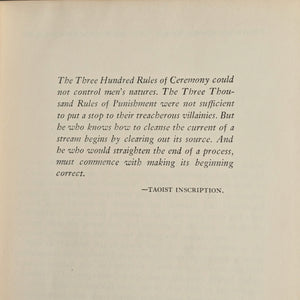 The Three Hundred Rules of Ceremony could
not control men's natures. The Three Thou-
sand Rules of Punishment were not sufficient
to put a stop to their treacherous villainies. But
he who knows how to cleanse the current of a
stream begins by clearing out its source. And
he who would straighten the end of a process,
must commence with making its beginning
correct.
—TAOIST INSCRIPTION.